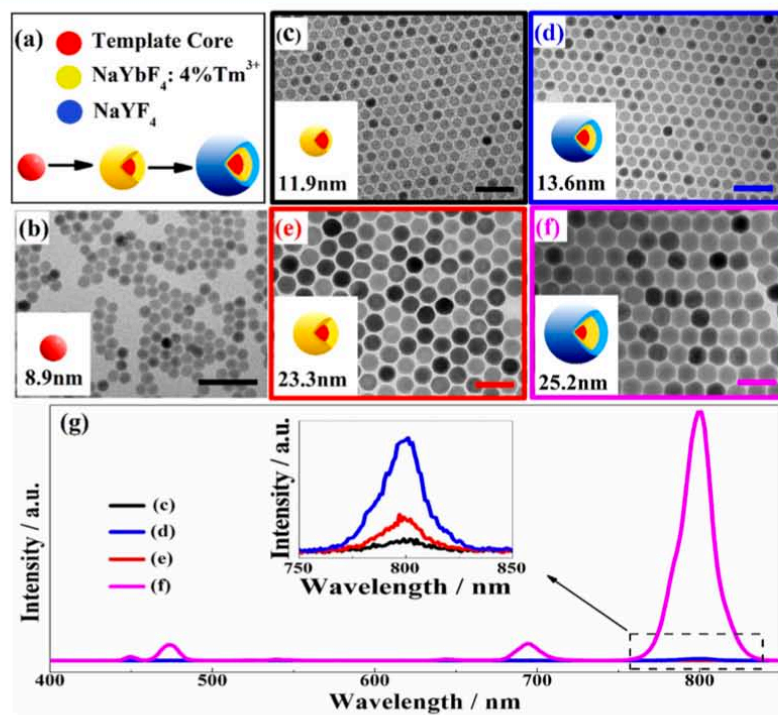 (a)
Template Core
NaYbF4: 4%Tm3+
NaYF4
(b)
8.9nm
(c)
11.9nm
(d)
13.6nm
(e)
23.3nm
(f)
25.2nm
(g)
Intensity / a.u.
(c)
(d)
(e)
(f)
Intensity / a.u.
750 800 850
Wavelength / nm
400 500 600 700 800
Wavelength / nm